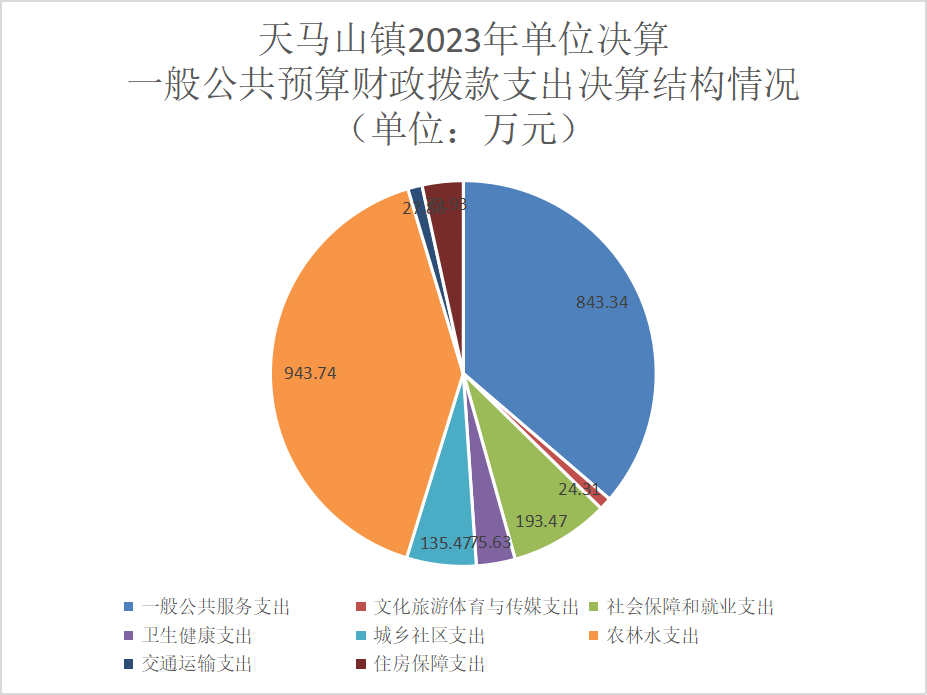 天马山镇2023年单位决算
一般公共预算财政拨款支出决算结构情况
（单位：万元）
843.34
943.74
24.31
193.47
135.47
75.63
一般公共服务支出
文化旅游体育与传媒支出
社会保障和就业支出
卫生健康支出
城乡社区支出
农林水支出
交通运输支出
住房保障支出